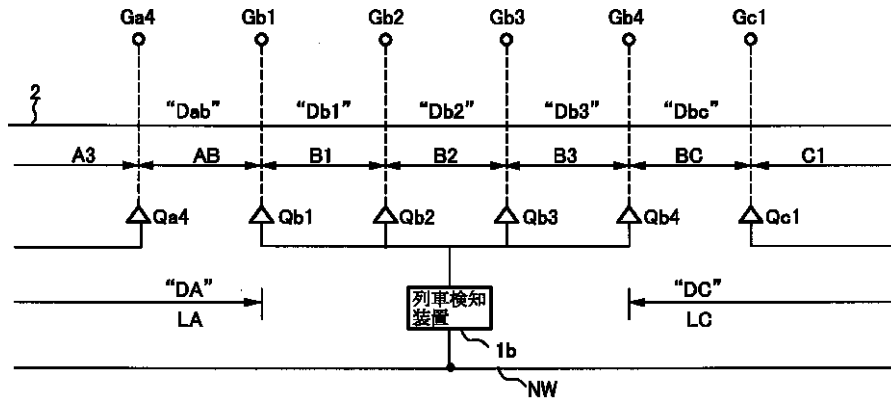 Ga4 Gb1 Gb2 Gb3 Gb4 Gc1
2 “Dab” “Db1” “Db2” “Db3” “Dbc”
A3 AB B1 B2 B3 BC C1
Qa4 Qb1 Qb2 Qb3 Qb4 Qc1
“DA” “DC”
LA LC
列車検知
装置
1b
NW